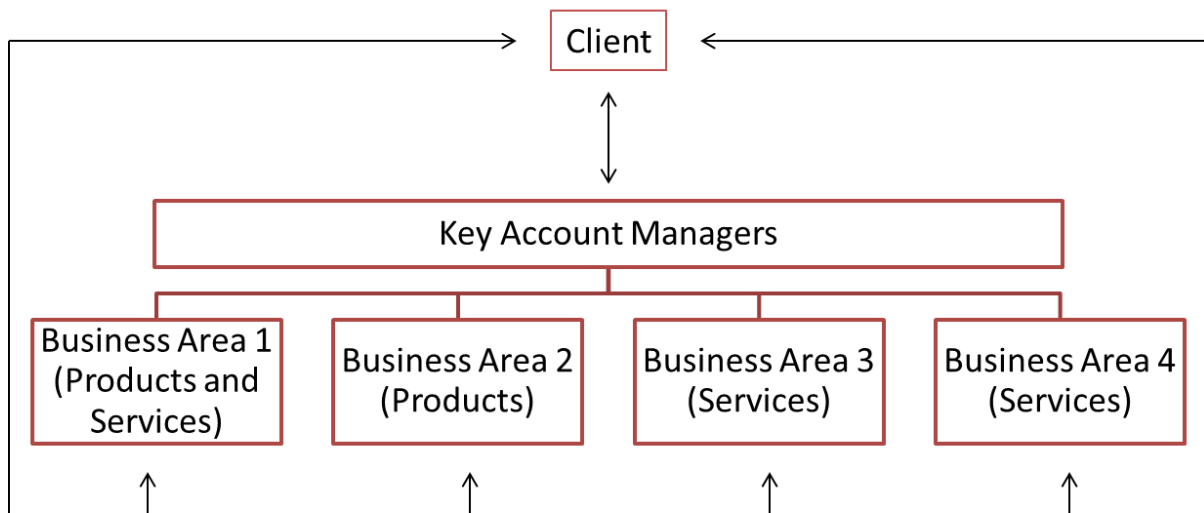 Client
Key Account Managers
Business Area 1
(Products and
Services)
Business Area 2
(Products)
Business Area 3
(Services)
Business Area 4
(Services)